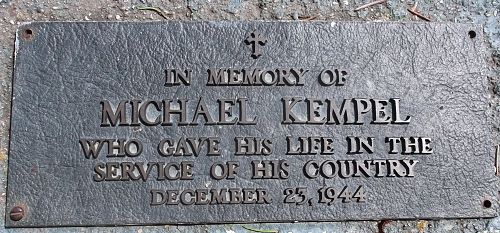 IN MEMORY OF
MICHAEL KEMPEL
WHO GAVE HIS LIFE IN THE
SERVICE OF HIS COUNTRY
DECEMBER 23, 1944